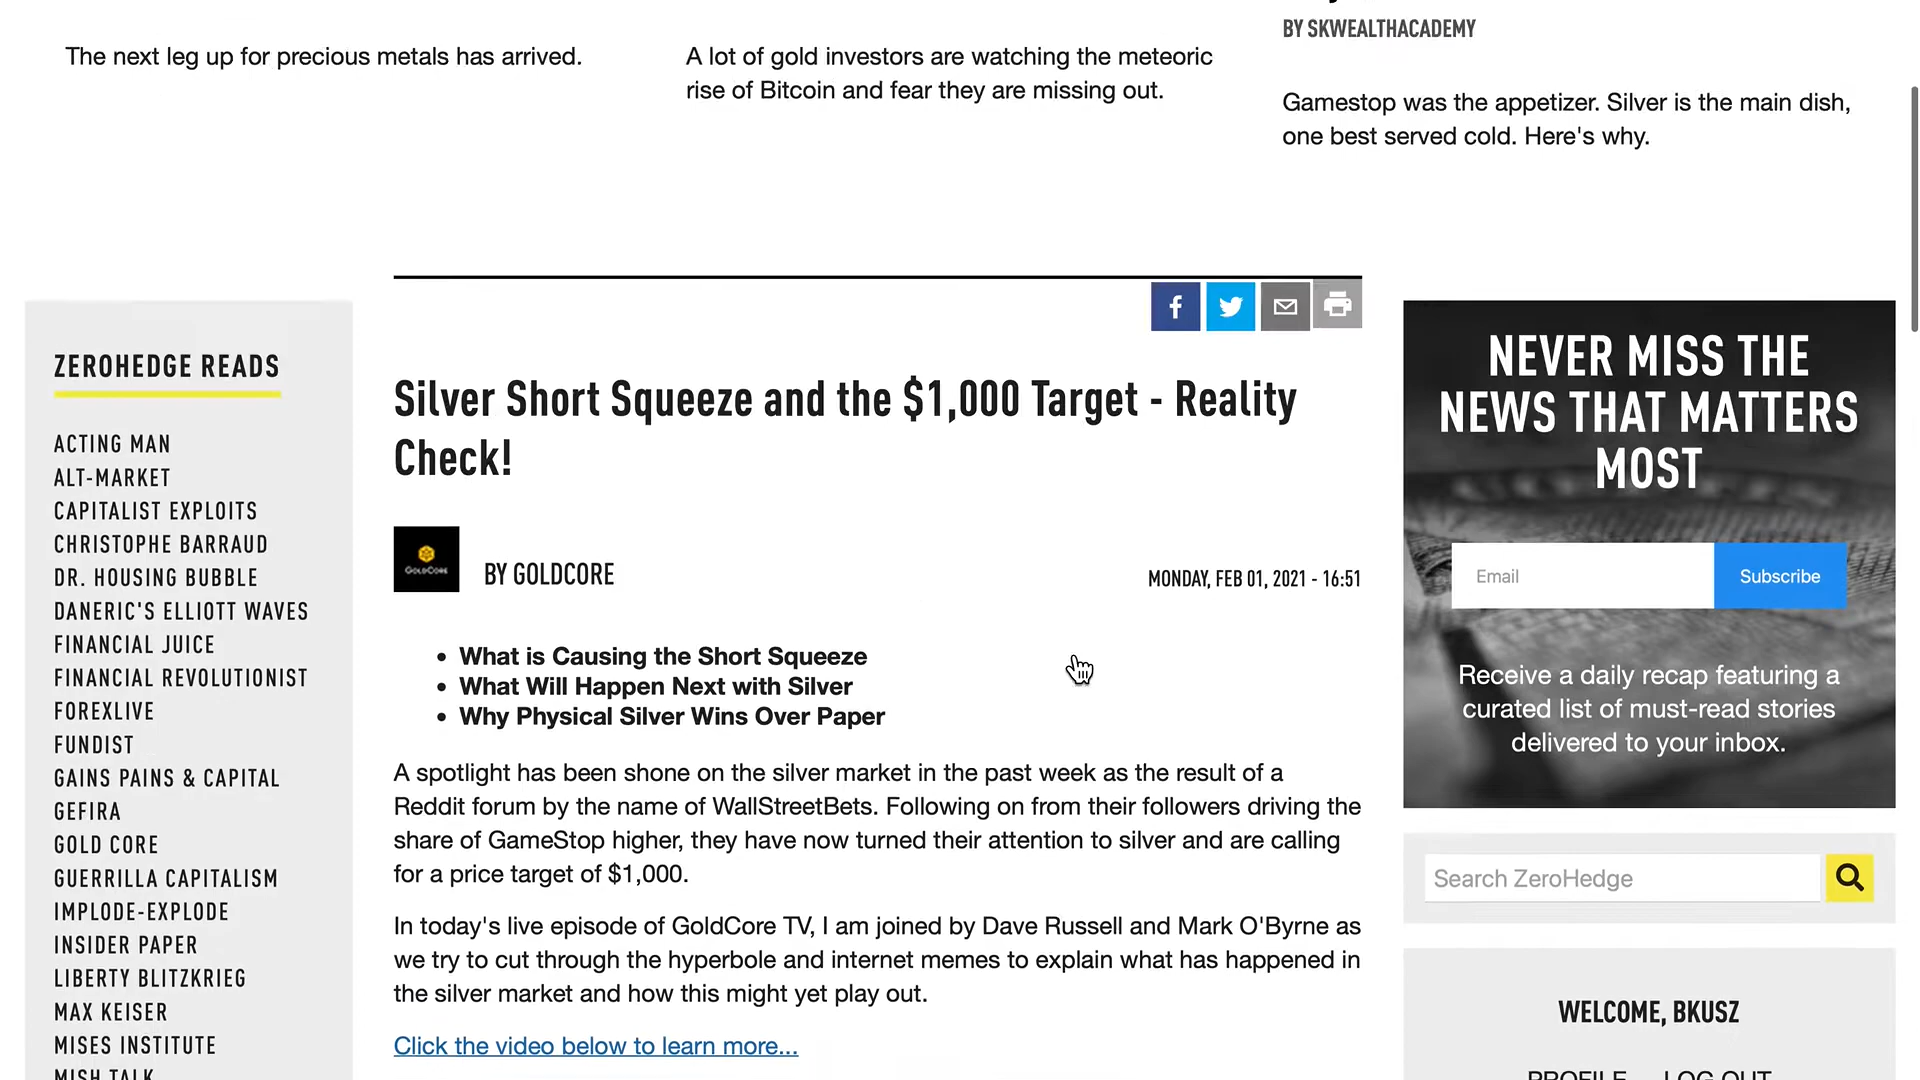 BY SKWEALTHACADEMY
The next leg up for precious metals has arrived.
A lot of gold investors are watching the meteoric
rise of Bitcoin and fear they are missing out.
Gamestop was the appetizer. Silver is the main dish,
one best served cold. Here's why.
ZEROHEDGE READS
ACTING MAN
ALT-MARKET
CAPITALIST EXPLOITS
CHRISTOPHE BARRAUD
DR. HOUSING BUBBLE
DANERIC'S ELLIOTT WAVES
FINANCIAL JUICE
FINANCIAL REVOLUTIONIST
FOREXLIVE
FUNDIST
GAINS PAINS & CAPITAL
GEFIRA
GOLD CORE
GUERRILLA CAPITALISM
IMPLODE-EXPLODE
INSIDER PAPER
LIBERTY BLITZKRIEG
MAX KEISER
MISES INSTITUTE
MISH TALK
Silver Short Squeeze and the $1,000 Target - Reality
Check!
GOLDCORE
BY GOLDCORE
MONDAY, FEB 01, 2021 - 16:51
• What is Causing the Short Squeeze
• What Will Happen Next with Silver
• Why Physical Silver Wins Over Paper
A spotlight has been shone on the silver market in the past week as the result of a
Reddit forum by the name of WallStreetBets. Following on from their followers driving the
share of GameStop higher, they have now turned their attention to silver and are calling
for a price target of $1,000.
In today's live episode of GoldCore TV, I am joined by Dave Russell and Mark O'Byrne as
we try to cut through the hyperbole and internet memes to explain what has happened in
the silver market and how this might yet play out.
Click the video below to learn more...
NEVER MISS THE
NEWS THAT MATTERS
MOST
Email
Subscribe
Receive a daily recap featuring a
curated list of must-read stories
delivered to your inbox.
Search ZeroHedge
WELCOME, BKUSZ
PROFILE LOG OUT